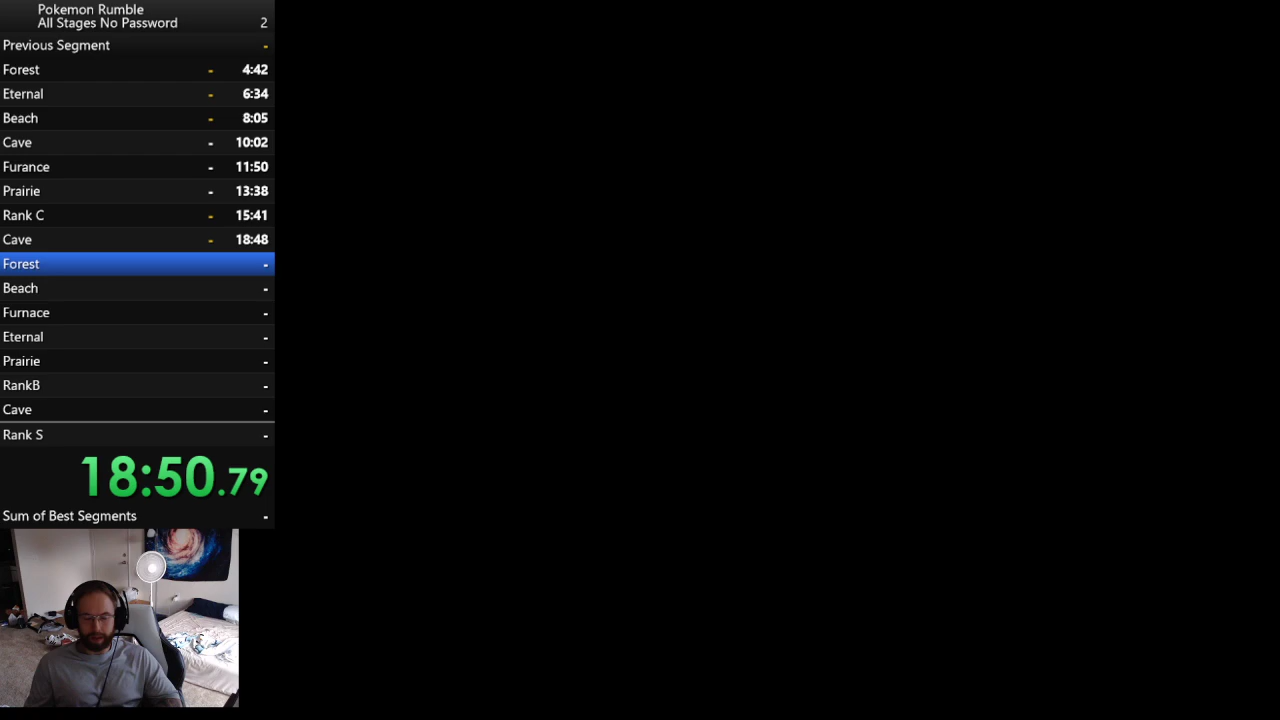 Pokemon Rumble
All Stages No Password 2
Previous Segment -
Forest - 4:42
Eternal - 6:34
Beach - 8:05
Cave - 10:02
Furance - 11:50
Prairie - 13:38
Rank C - 15:41
Cave - 18:48
Forest -
Beach -
Furnace -
Eternal -
Prairie -
RankB -
Cave -
Rank S -
18:50.79
Sum of Best Segments -